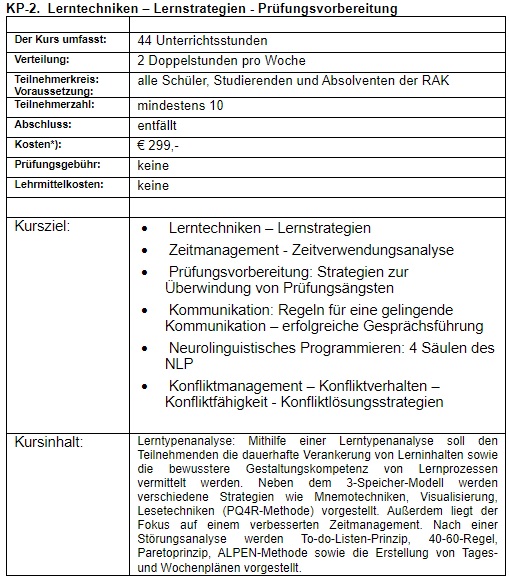 KP-2. Lerntechniken – Lernstrategien - Prüfungsvorbereitung
Der Kurs umfasst: 44 Unterrichtsstunden
Verteilung: 2 Doppelstunden pro Woche
Teilnehmerkreis: alle Schüler, Studierenden und Absolventen der RAK
Voraussetzung:
Teilnehmerzahl: mindestens 10
Abschluss: entfällt
Kosten*): € 299,-
Prüfungsgebühr: keine
Lehrmittelkosten: keine
Kursziel:
• Lerntechniken – Lernstrategien
• Zeitmanagement - Zeitverwendungsanalyse
• Prüfungsvorbereitung: Strategien zur
Überwindung von Prüfungsängsten
• Kommunikation: Regeln für eine gelingende
Kommunikation – erfolgreiche Gesprächsführung
• Neurolinguistisches Programmieren: 4 Säulen des
NLP
• Konfliktmanagement – Konfliktverhalten –
Konfliktfähigkeit - Konfliktlösungsstrategien
Kursinhalt:
Lerntypenanalyse: Mithilfe einer Lerntypenanalyse soll den
Teilnehmenden die dauerhafte Verankerung von Lerninhalten sowie
die bewusstere Gestaltungskompetenz von Lernprozessen
vermittelt werden. Neben dem 3-Speicher-Modell werden
verschiedene Strategien wie Mnemotechniken, Visualisierung,
Lesetechniken (PQ4R-Methode) vorgestellt. Außerdem liegt der
Fokus auf einem verbesserten Zeitmanagement. Nach einer
Störungsanalyse werden To-do-Listen-Prinzip, 40-60-Regel,
Paretoprinzip, ALPEN-Methode sowie die Erstellung von Tages-
und Wochenplänen vorgestellt.